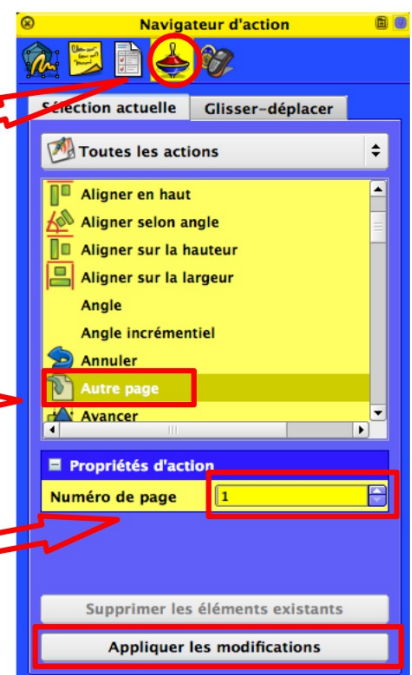 Navigateur d'action
Sélection actuelle
Glisser-déplacer
Toutes les actions
Aligner en haut
Aligner selon angle
Aligner sur la hauteur
Aligner sur la largeur
Angle
Angle incrémentiel
Annuler
Autre page
Avancer
Propriétés d'action
Numéro de page 1
Supprimer les éléments existants
Appliquer les modifications